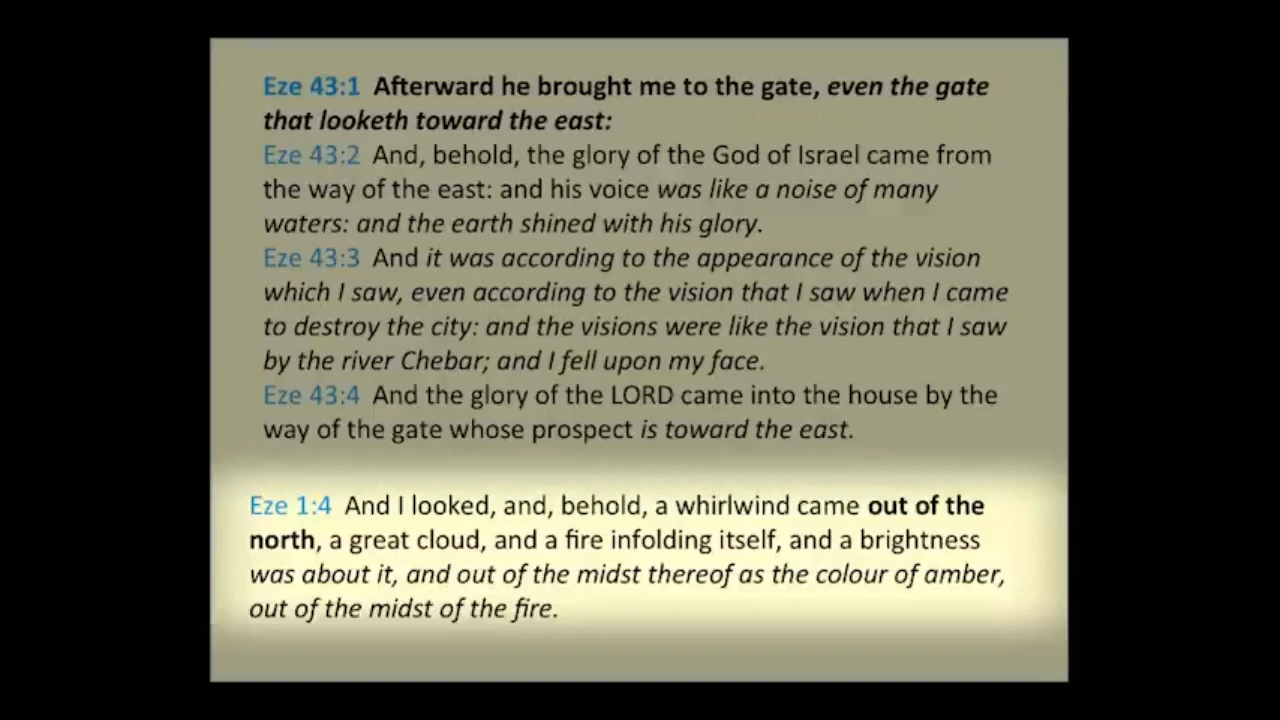 Eze 43:1 Afterward he brought me to the gate, even the gate
that looketh toward the east:
Eze 43:2 And, behold, the glory of the God of Israel came from
the way of the east: and his voice was like a noise of many
waters: and the earth shined with his glory.
Eze 43:3 And it was according to the appearance of the vision
which I saw, even according to the vision that I saw when I came
to destroy the city: and the visions were like the vision that I saw
by the river Chebar; and I fell upon my face.
Eze 43:4 And the glory of the LORD came into the house by the
way of the gate whose prospect is toward the east.
Eze 1:4 And I looked, and, behold, a whirlwind came out of the
north, a great cloud, and a fire infolding itself, and a brightness
was about it, and out of the midst thereof as the colour of amber,
out of the midst of the fire.